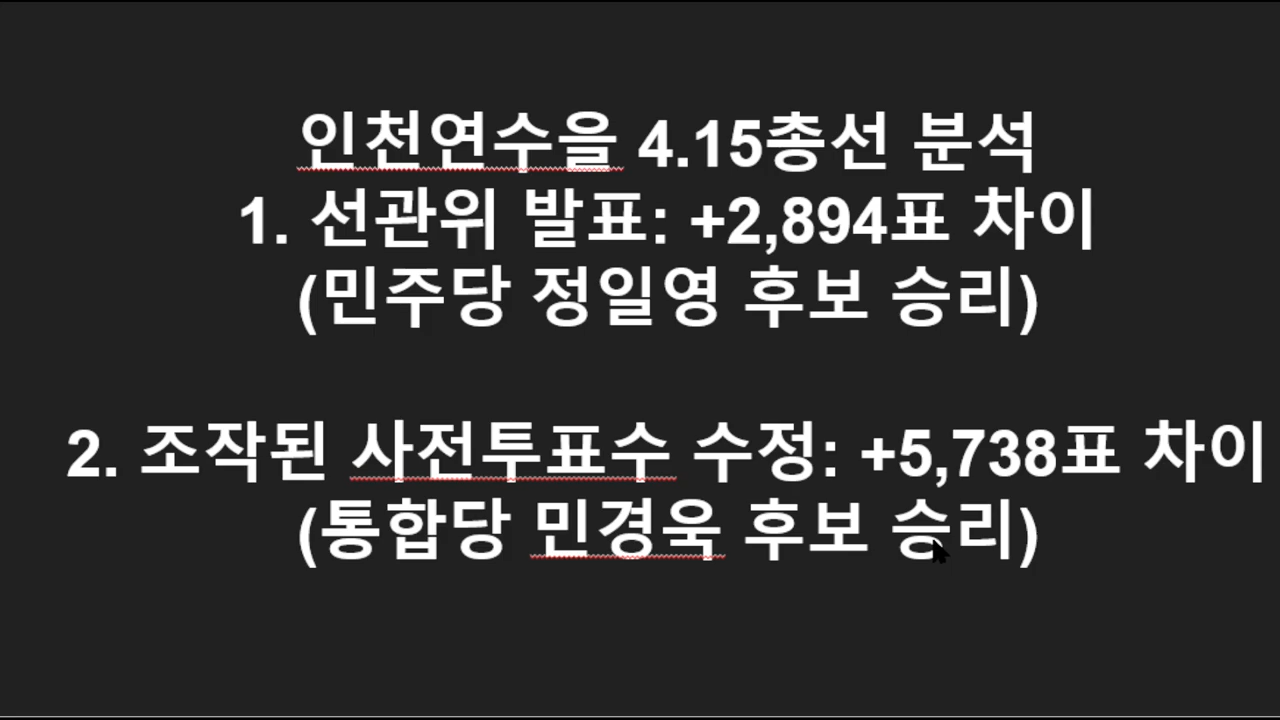 인천연수을 4.15총선 분석
1. 선관위 발표: +2,894표 차이
(민주당 정일영 후보 승리)
2. 조작된 사전투표수 수정: +5,738표 차이
(통합당 민경욱 후보 승리)